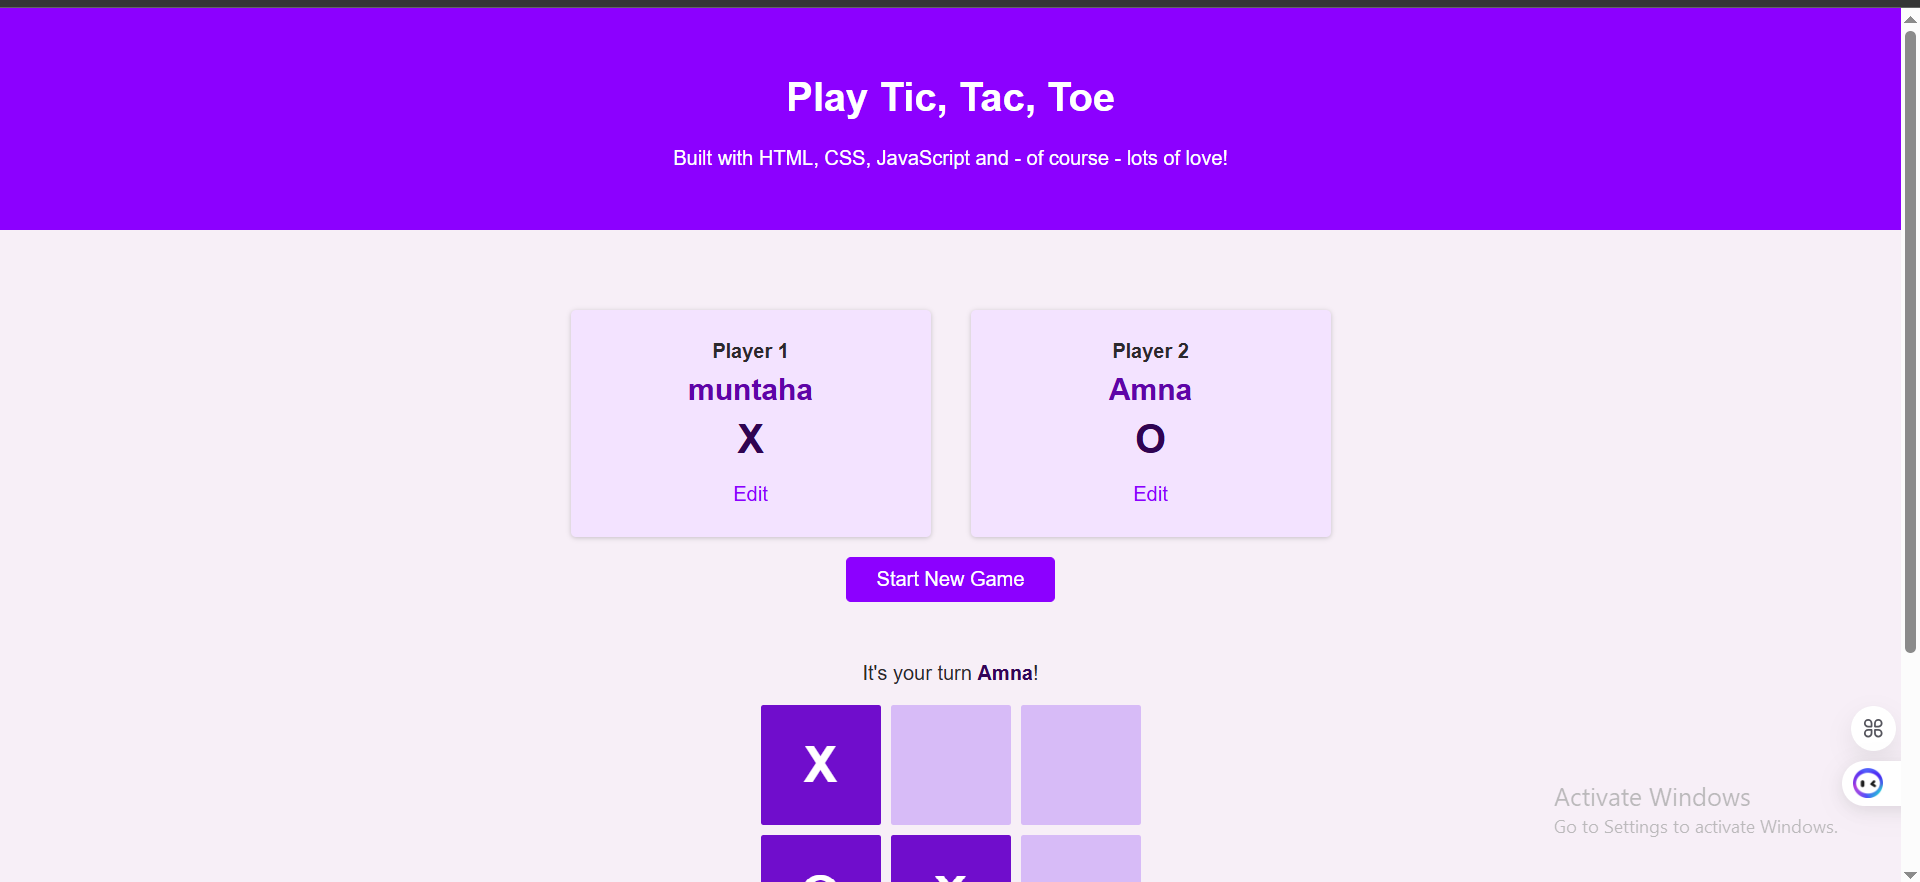 Play Tic, Tac, Toe
Built with HTML, CSS, JavaScript and - of course - lots of love!
Player 1
muntaha
X
Edit
Player 2
Amna
O
Edit
Start New Game
It's your turn Amna!
X
O X
Activate Windows
Go to Settings to activate Windows.